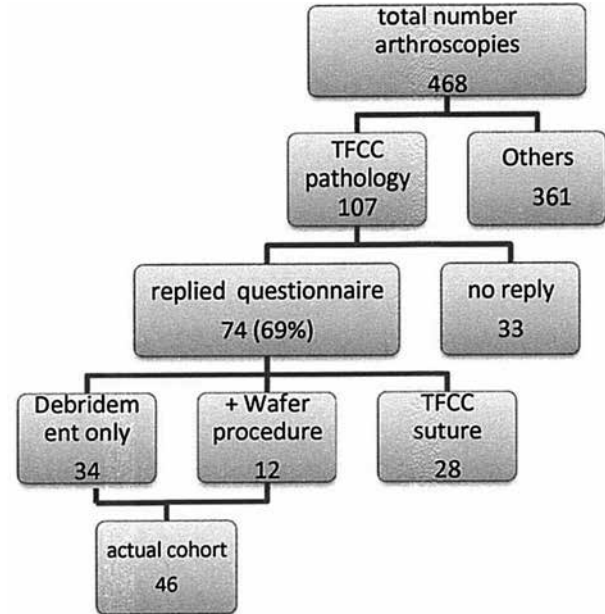 total number
arthroscopies
468
TFCC
pathology
107
Others
361
replied questionnaire
74 (69%)
no reply
33
Debridem
ent only
34
+ Wafer
procedure
12
TFCC
suture
28
actual cohort
46